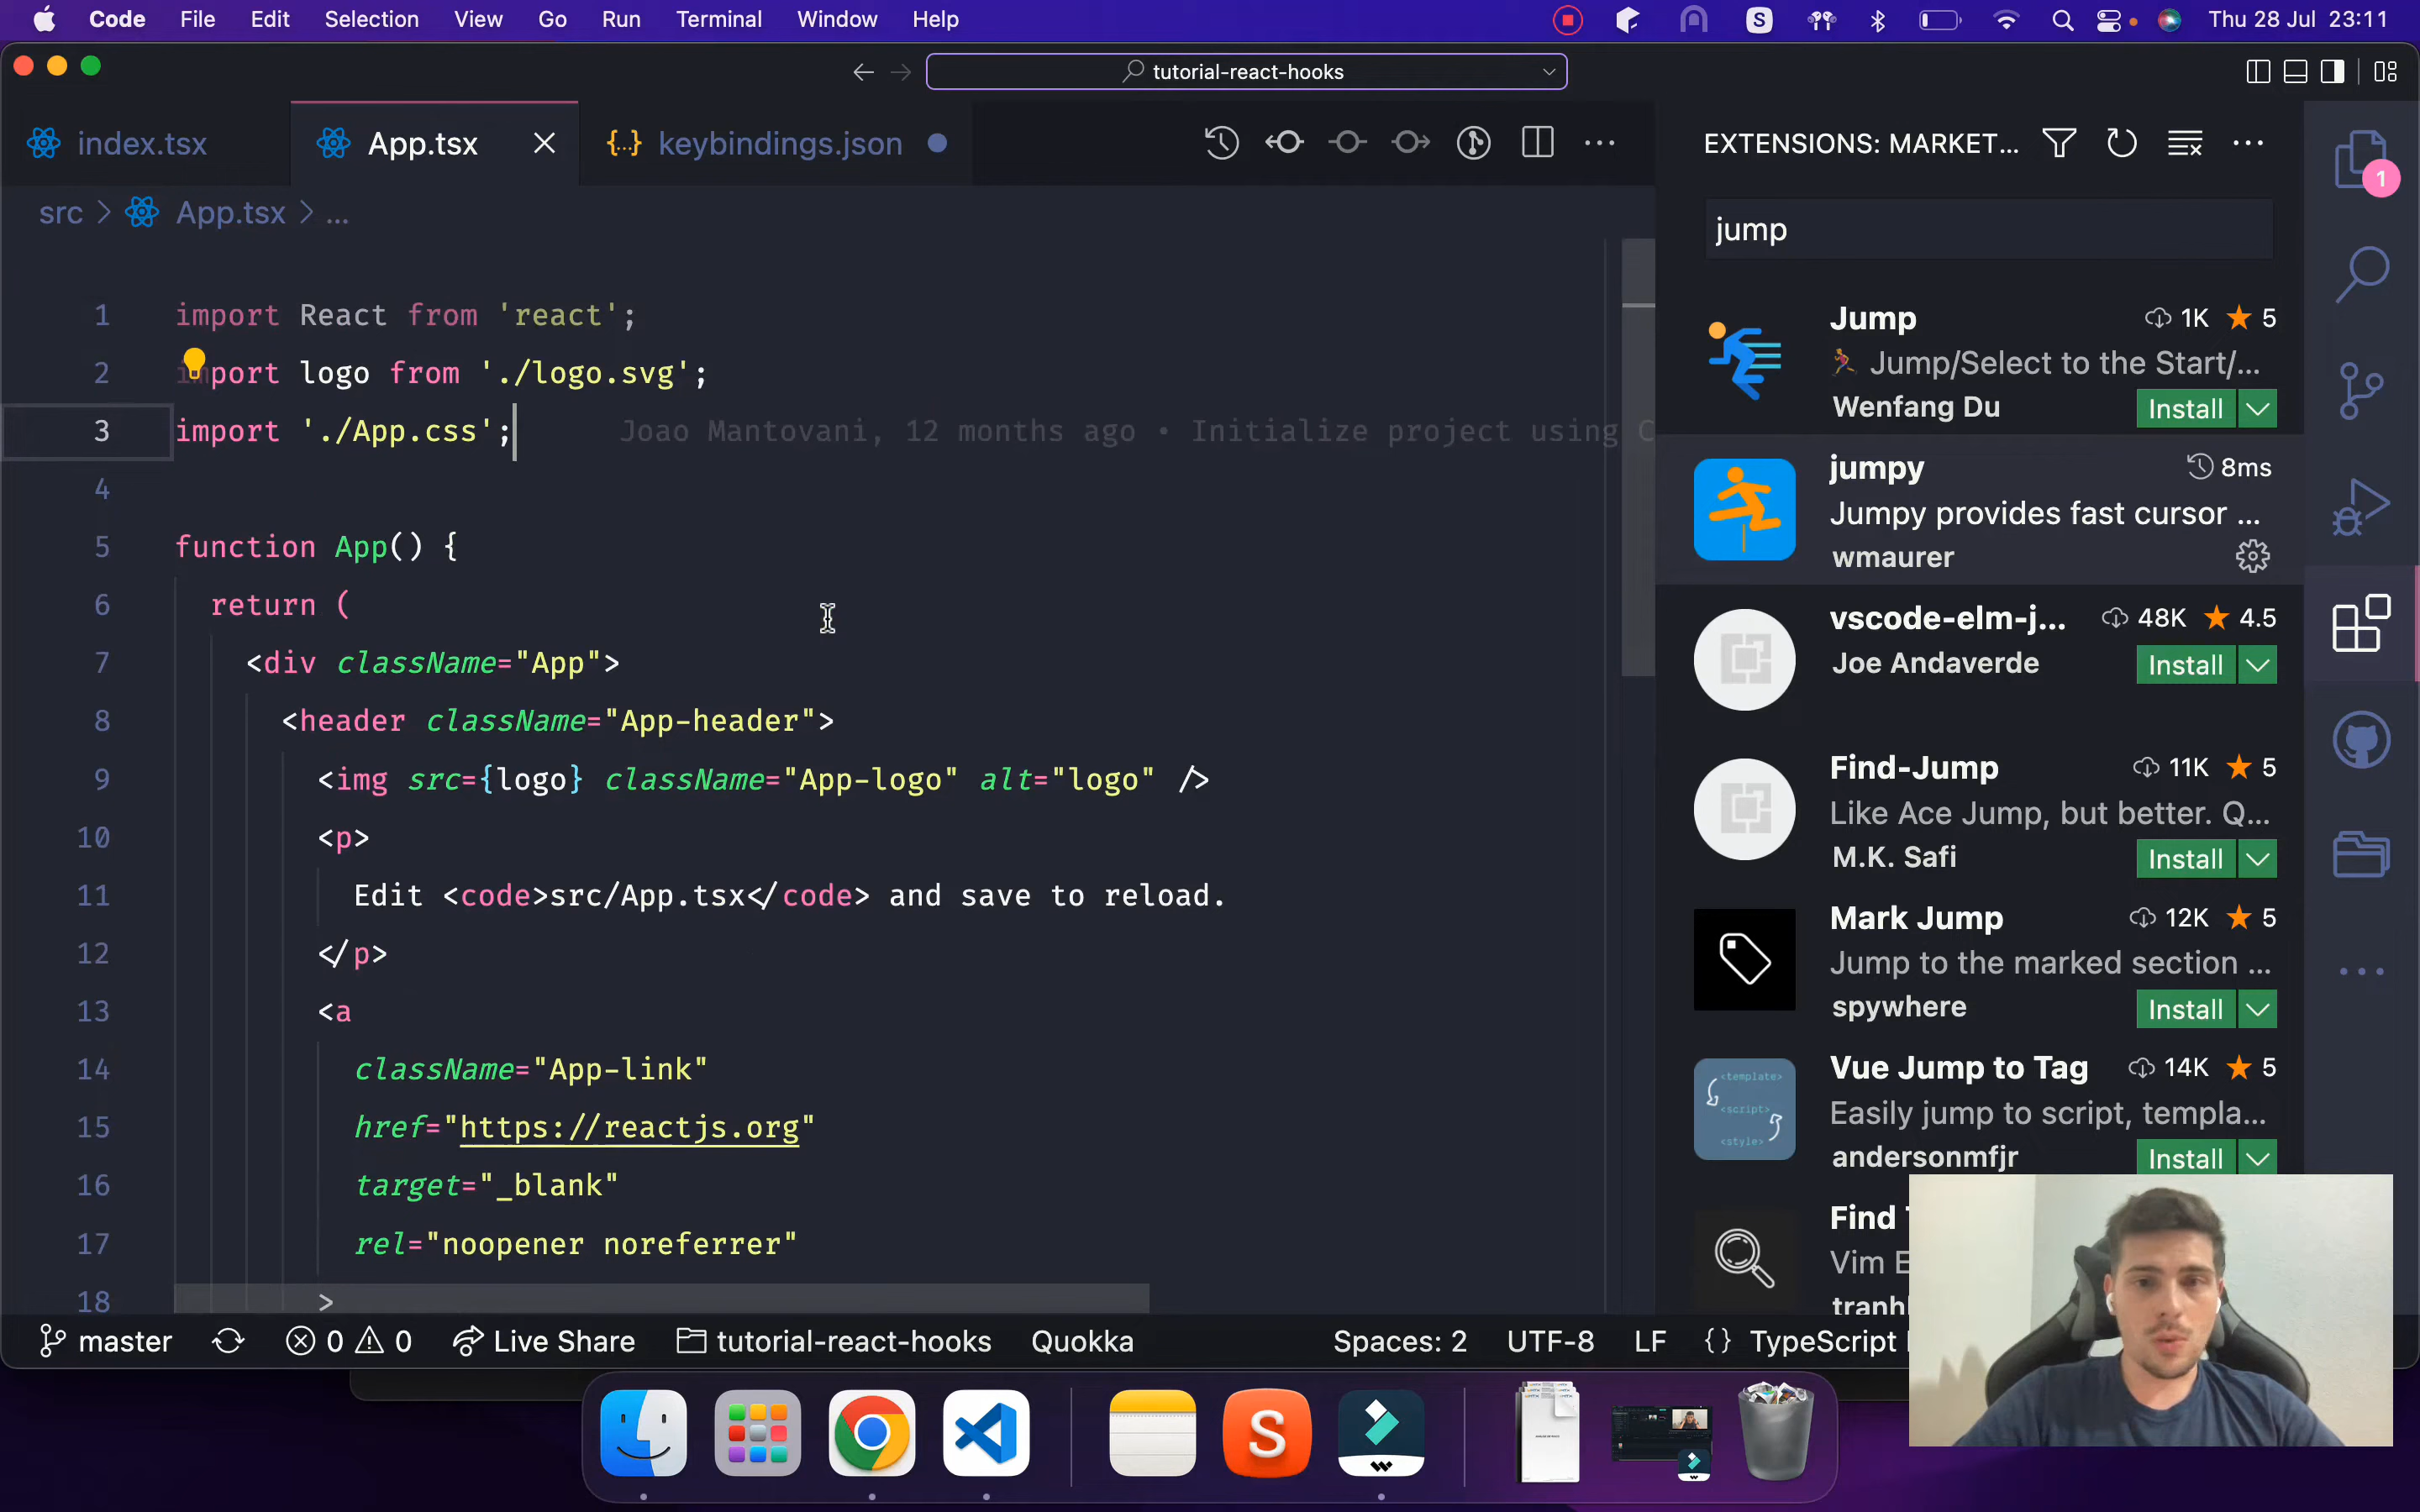 Code File Edit Selection View Go Run Terminal Window Help
S
Thu 28 Jul 23:11
tutorial-react-hooks
index.tsx
App.tsx
{..} keybindings.json
EXTENSIONS: MARKET...
1
src > App.tsx > ...
jump
1 import React from 'react';
2 import logo from './logo.svg';
3 import './App.css'; Joao Mantovani, 12 months ago • Initialize project using C
4
5 function App() {
6 return (
7 <div className="App">
8 <header className="App-header">
9 <img src={logo} className="App-logo" alt="logo" />
10 <p>
11 Edit <code>src/App.tsx</code> and save to reload.
12 </p>
13 <a
14 className="App-link"
15 href="https://reactjs.org"
16 target="_blank"
17 rel="noopener noreferrer"
18 >
Jump 1K 5
Jump/Select to the Start/...
Wenfang Du Install
jumpy 8ms
Jumpy provides fast cursor ...
wmaurer
vscode-elm-j... 48K 4.5
Joe Andaverde Install
Find-Jump 11K 5
Like Ace Jump, but better. Q...
M.K. Safi Install
Mark Jump 12K 5
Jump to the marked section ...
spywhere Install
<template>
<script>
<style>
Vue Jump to Tag 14K 5
Easily jump to script, templa...
andersonmfjr Install
Find
Vim E
tranh
master 0 0 Live Share tutorial-react-hooks Quokka Spaces: 2 UTF-8 LF {} TypeScript
S